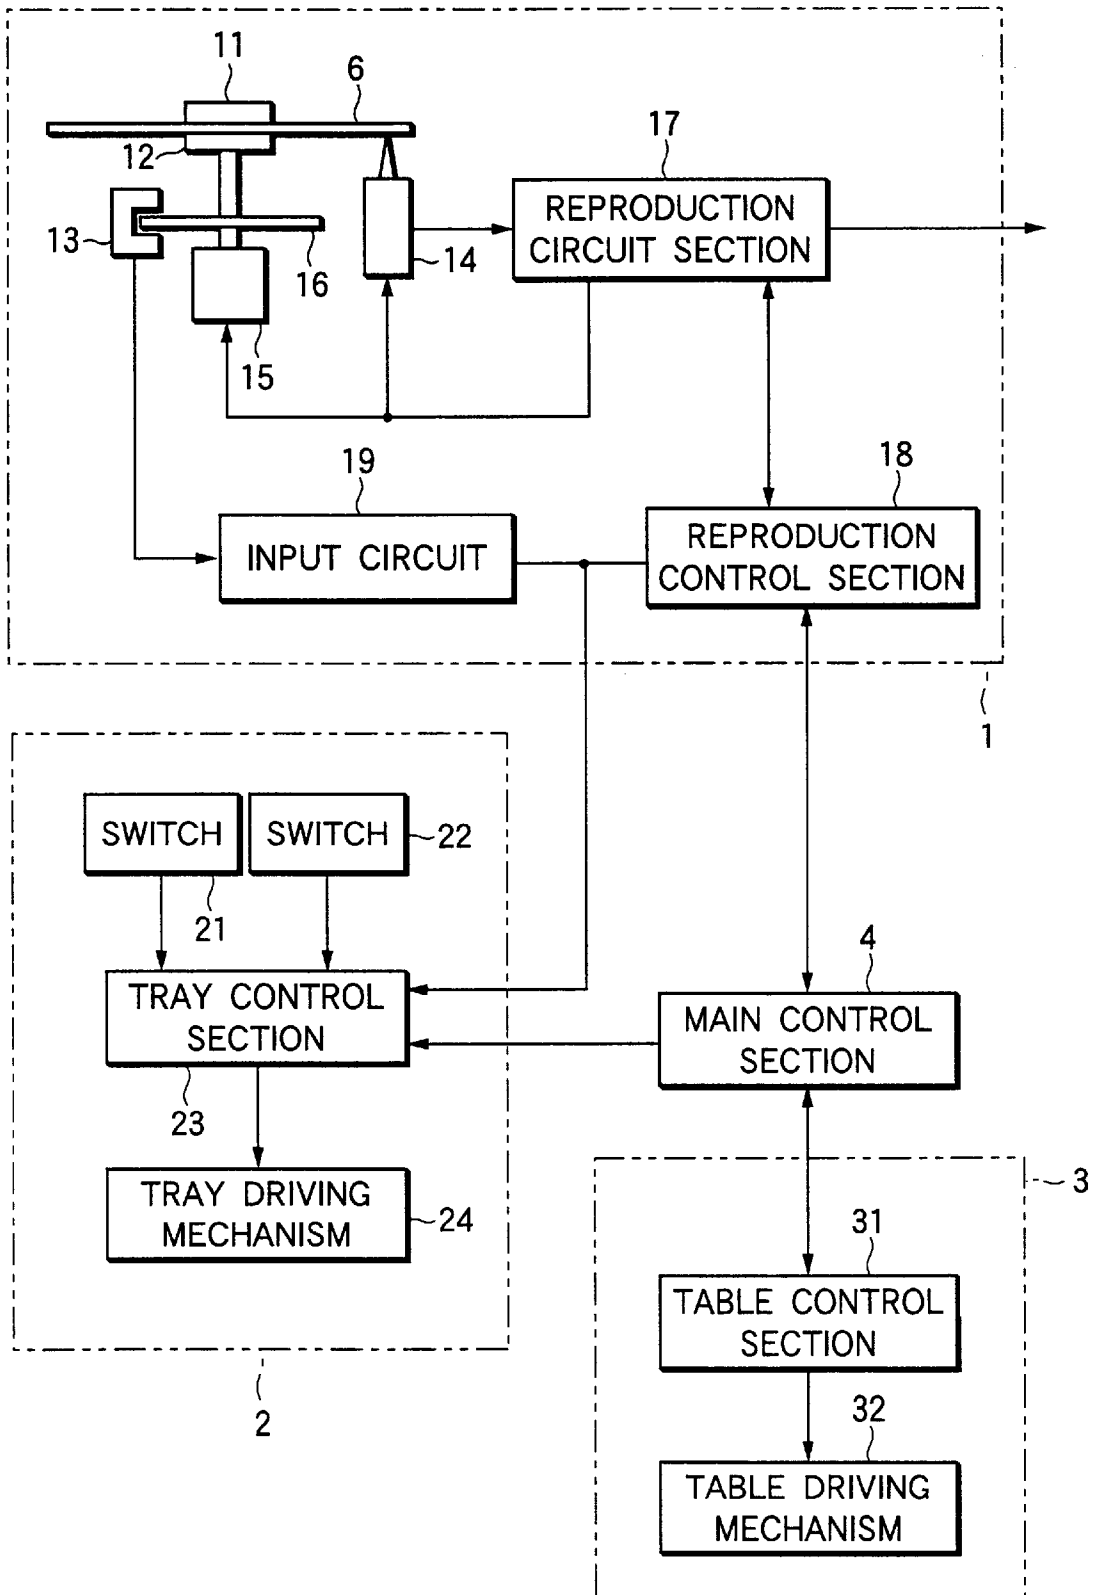 11
6
12
17
REPRODUCTION
CIRCUIT SECTION
13
16
14
15
19
18
INPUT CIRCUIT
REPRODUCTION
CONTROL SECTION
1
SWITCH
SWITCH
22
21
4
TRAY CONTROL
SECTION
MAIN CONTROL
SECTION
23
3
TRAY DRIVING
MECHANISM
24
31
TABLE CONTROL
SECTION
2
32
TABLE DRIVING
MECHANISM